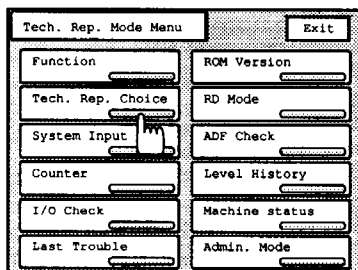 Tech. Rep. Mode Menu
Exit
Function
ROM Version
Tech. Rep. Choice
RD Mode
System Input
ADF Check
Counter
Level History
I/O Check
Machine status
Last Trouble
Admin. Mode